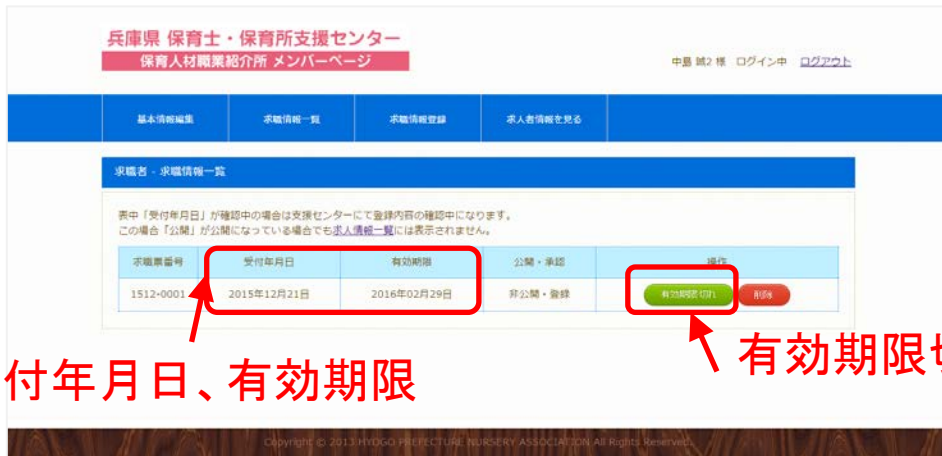 兵庫県 保育士・保育所支援センター
保育人材職業紹介所 メンバーページ
中島 誠2 様 ログイン中 ログアウト
基本情報編集 求職情報一覧 求職情報登録 求人者情報を見る
求職者 - 求職情報一覧
表中「受付年月日」が確認中の場合は支援センターにて登録内容の確認中になります。
この場合「公開」が公開になっている場合でも求人情報一覧には表示されません。
求職票番号 受付年月日 有効期限 公開・承認 操作
1512-0001 2015年12月21日 2016年02月29日 非公開・登録 有効期限切れ 削除
付年月日、有効期限
有効期限切
Copyright © 2013 HYOGO PREFECTURE NURSERY ASSOCIATION All Rights Reserved.